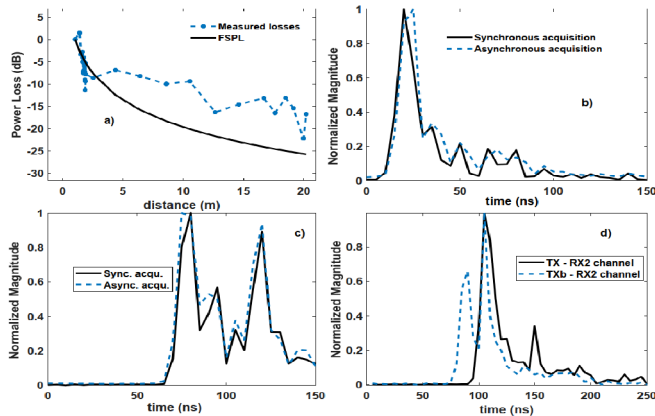 Power Loss (dB)
5
0
-5
-10
-15
-20
-25
-30
Measured losses
FSPL
a)
0
5
10
15
20
distance (m)
Normalized Magnitude
1
0.8
0.6
0.4
0.2
0
Synchronous acquisition
Asynchronous acquisition
b)
0
50
100
150
time (ns)
Normalized Magnitude
1
0.8
0.6
0.4
0.2
0
c)
Sync. acqu.
Async. acqu.
0
50
100
150
time (ns)
Normalized Magnitude
1
0.8
0.6
0.4
0.2
0
d)
TX - RX2 channel
TXb - RX2 channel
0
50
100
150
200
250
time (ns)